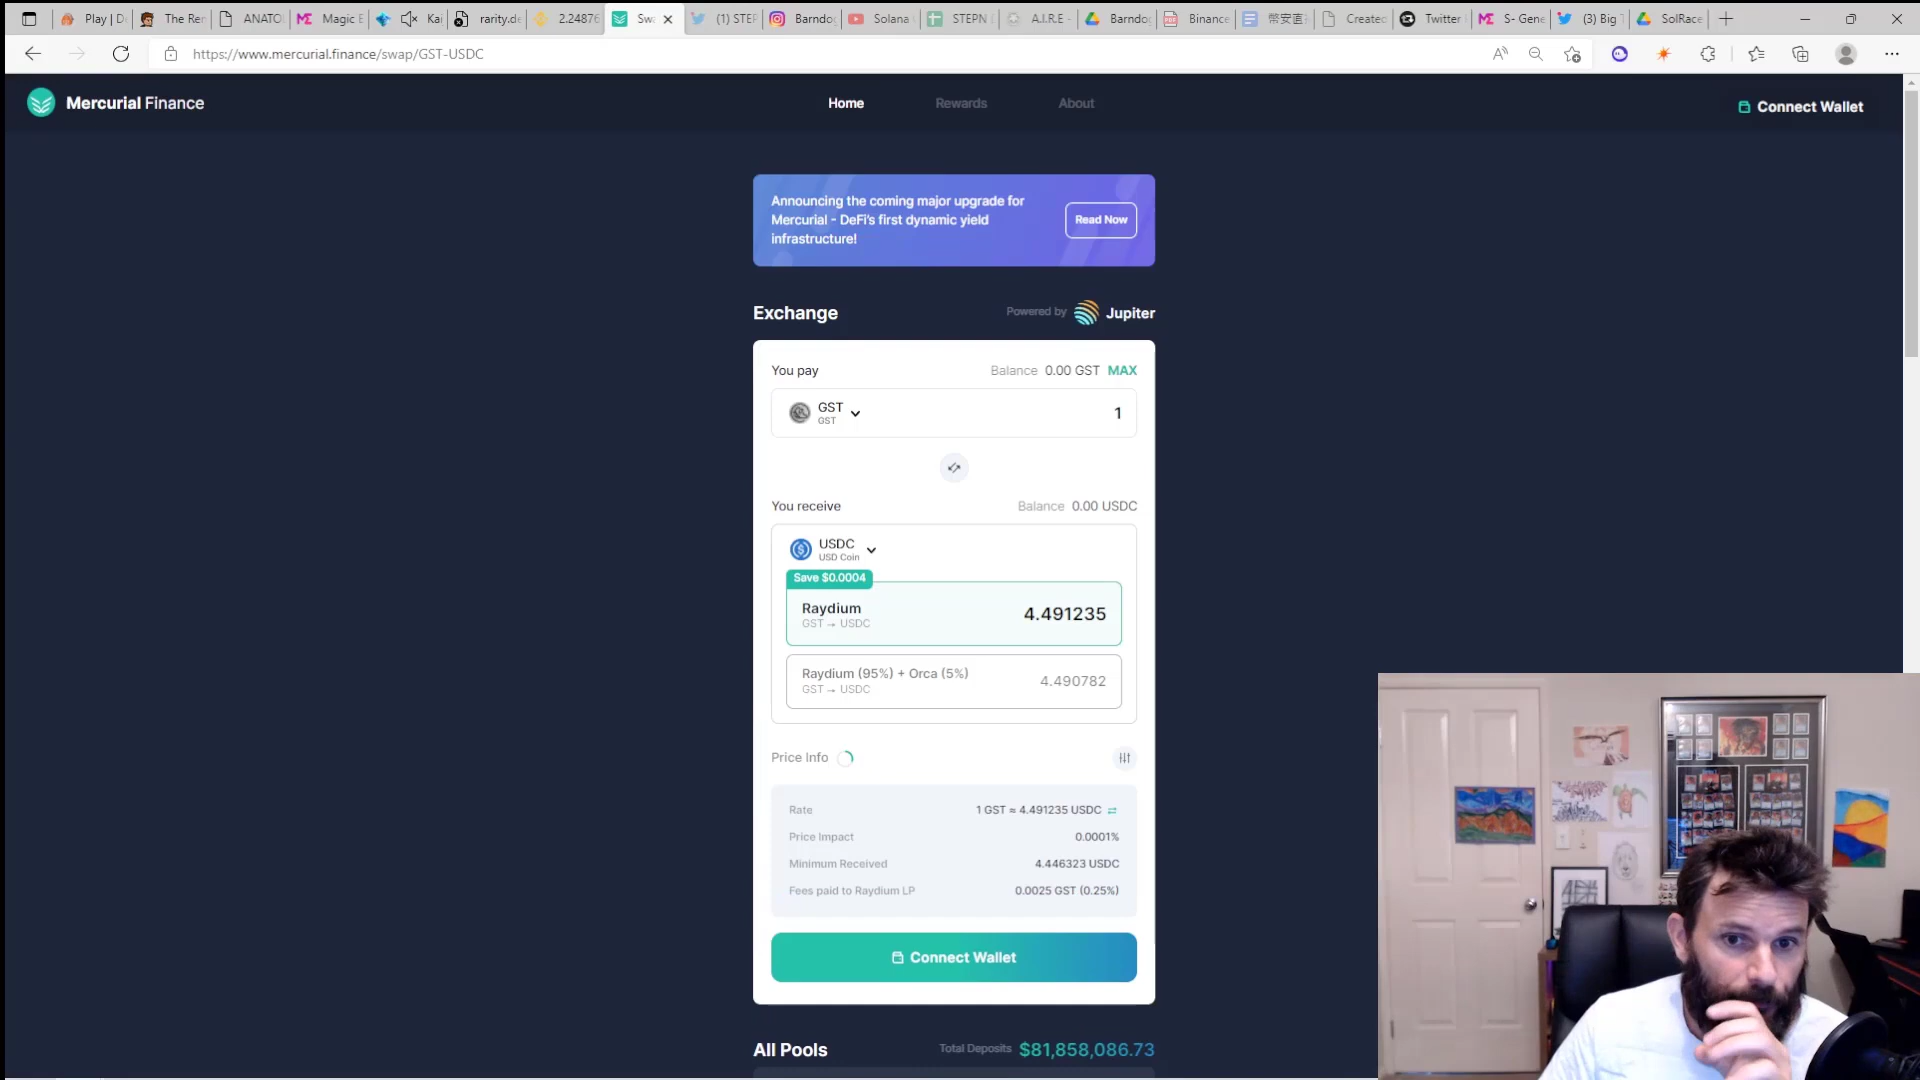 Play | D
The Ren
ANATO
Magic E
Kai
rarity.de
2.24876
Swa
(1) STEP
Barndo
Solana
STEPN
A.I.R.E -
Barndo
Binance
幣安直
Created
Twitter
S- Gene
(3) Big T
SolRace
https://www.mercurial.finance/swap/GST-USDC
Mercurial Finance
Home
Rewards
About
Connect Wallet
Announcing the coming major upgrade for
Mercurial - DeFi's first dynamic yield
infrastructure!
Read Now
Exchange
Powered by
Jupiter
You pay
Balance 0.00 GST MAX
GST
GST
1
You receive
Balance 0.00 USDC
USDC
USD Coin
Save $0.0004
Raydium
GST → USDC
4.491235
Raydium (95%) + Orca (5%)
GST → USDC
4.490782
Price Info
Rate
1 GST ≈ 4.491235 USDC
Price Impact
0.0001%
Minimum Received
4.446323 USDC
Fees paid to Raydium LP
0.0025 GST (0.25%)
Connect Wallet
All Pools
Total Deposits $81,858,086.73